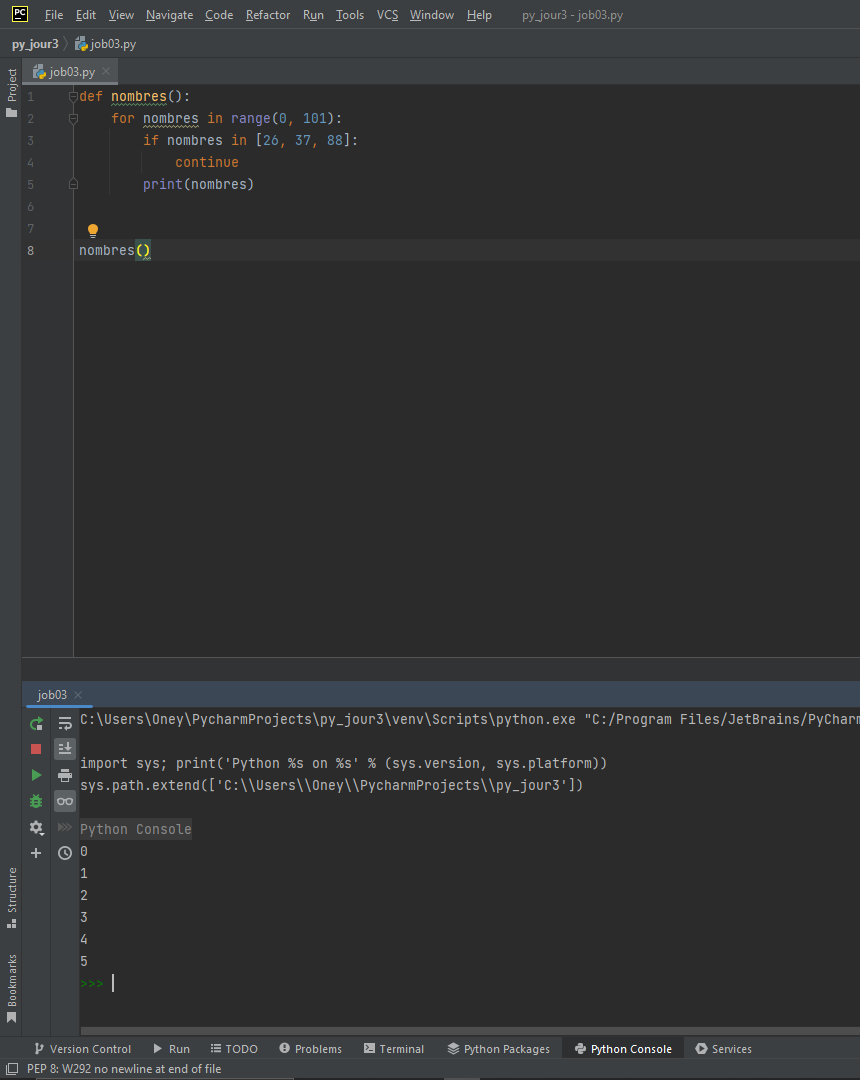 PC File Edit View Navigate Code Refactor Run Tools VCS Window Help py_jour3 - job03.py
py_jour3 job03.py
Project
job03.py
1 def nombres():
2 for nombres in range(0, 101):
3 if nombres in [26, 37, 88]:
4 continue
5 print(nombres)
6
7
8 nombres()
job03
C:\Users\Oney\PycharmProjects\py_jour3\venv\Scripts\python.exe "C:/Program Files/JetBrains/PyCharm
import sys; print('Python %s on %s' % (sys.version, sys.platform))
sys.path.extend(['C:\\Users\\Oney\\PycharmProjects\\py_jour3'])
Python Console
0
1
2
3
4
5
>>>
Structure
Bookmarks
Version Control Run TODO Problems Terminal Python Packages Python Console Services
PEP 8: W292 no newline at end of file